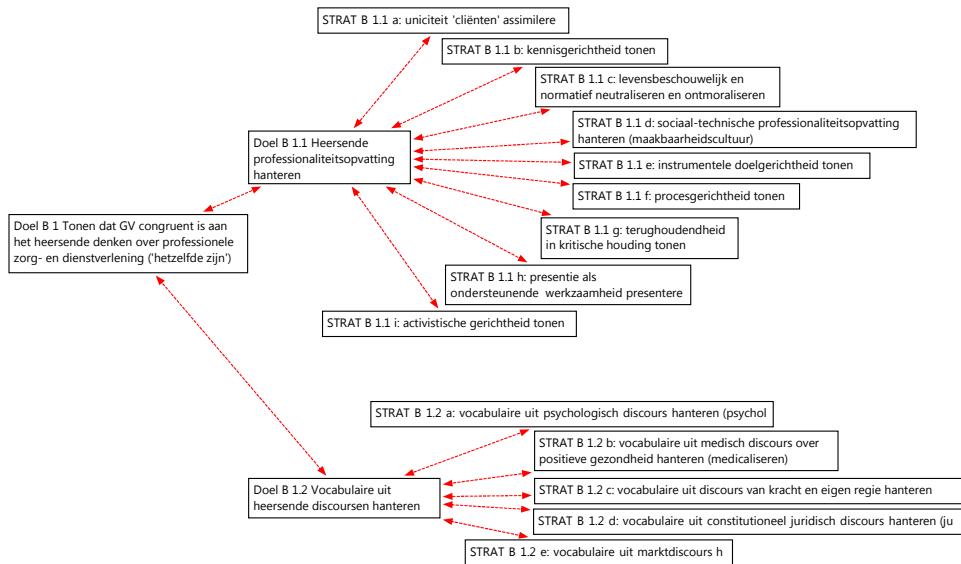 STRAT B 1.1 a: uniciteit 'cliënten' assimilere
STRAT B 1.1 b: kennisgerichtheid tonen
STRAT B 1.1 c: levensbeschouwelijk en
normatief neutraliseren en ontmoraliseren
STRAT B 1.1 d: sociaal-technische professionaliteitsopvatting
hanteren (maakbaarheidscultuur)
Doel B 1.1 Heersende
professionaliteitsopvatting
hanteren
STRAT B 1.1 e: instrumentele doelgerichtheid tonen
STRAT B 1.1 f: procesgerichtheid tonen
Doel B 1 Tonen dat GV congruent is aan
het heersende denken over professionele
zorg- en dienstverlening ('hetzelfde zijn')
STRAT B 1.1 g: terughoudendheid
in kritische houding tonen
STRAT B 1.1 h: presentie als
ondersteunende werkzaamheid presentere
STRAT B 1.1 i: activistische gerichtheid tonen
STRAT B 1.2 a: vocabulaire uit psychologisch discours hanteren (psychol
STRAT B 1.2 b: vocabulaire uit medisch discours over
positieve gezondheid hanteren (medicaliseren)
Doel B 1.2 Vocabulaire uit
heersende discoursen hanteren
STRAT B 1.2 c: vocabulaire uit discours van kracht en eigen regie hanteren
STRAT B 1.2 d: vocabulaire uit constitutioneel juridisch discours hanteren (ju
STRAT B 1.2 e: vocabulaire uit marktdiscours h